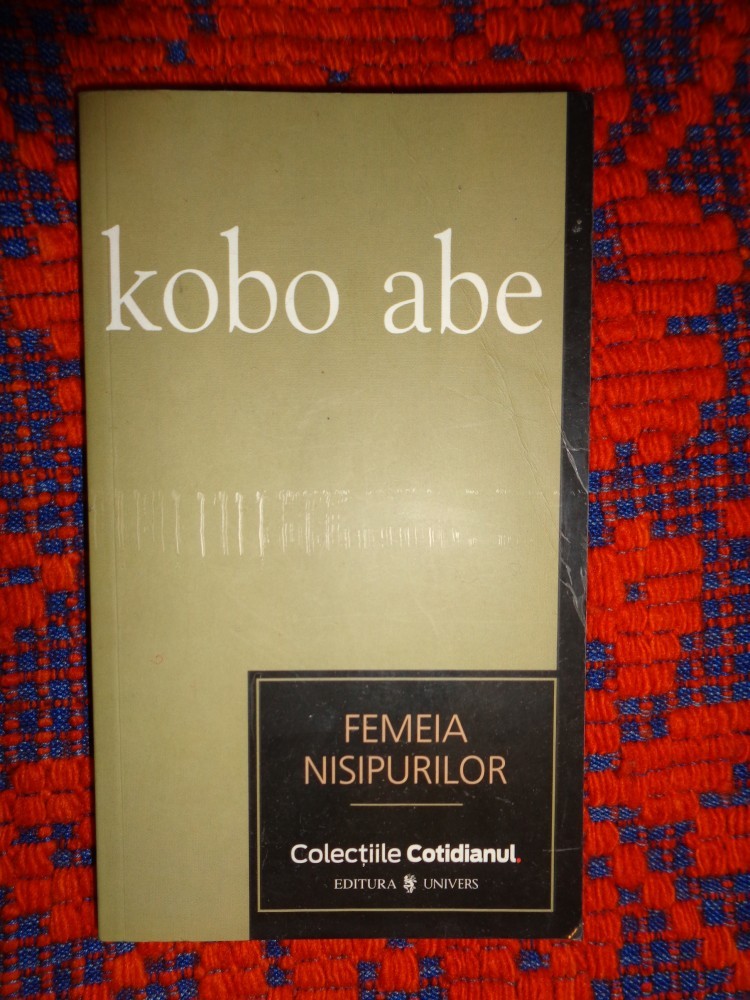 kobo abe
FEMEIA
NISIPURILOR
Colecțiile Cotidianul.
EDITURA UNIVERS